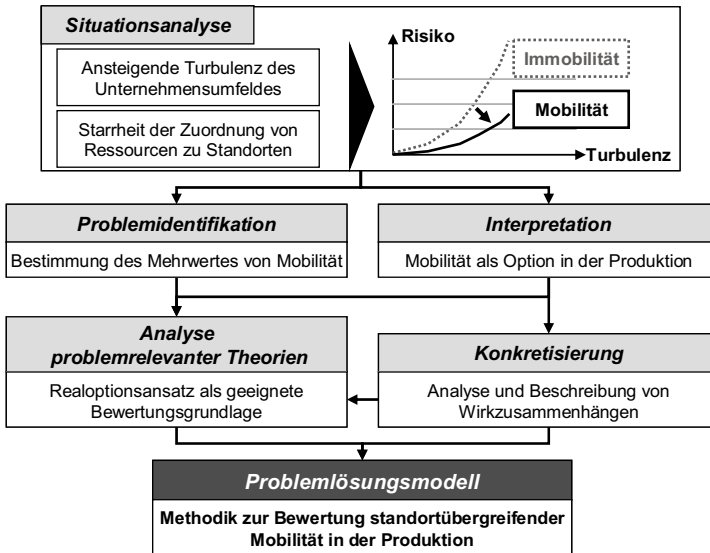 Situationsanalyse
Ansteigende Turbulenz des
Unternehmensumfeldes
Starrheit der Zuordnung von
Ressourcen zu Standorten
Risiko
Immobilität
Mobilität
Turbulenz
Problemidentifikation
Bestimmung des Mehrwertes von Mobilität
Interpretation
Mobilität als Option in der Produktion
Analyse
problemrelevanter Theorien
Realoptionsansatz als geeignete
Bewertungsgrundlage
Konkretisierung
Analyse und Beschreibung von
Wirkzusammenhängen
Problemlösungsmodell
Methodik zur Bewertung standortübergreifender
Mobilität in der Produktion